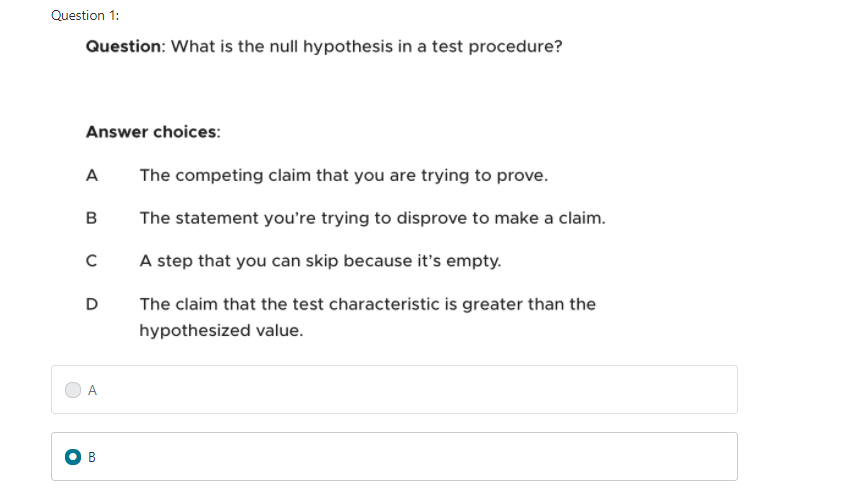 Question 1:
Question: What is the null hypothesis in a test procedure?
Answer choices:
A The competing claim that you are trying to prove.
B The statement you’re trying to disprove to make a claim.
C A step that you can skip because it’s empty.
D The claim that the test characteristic is greater than the
hypothesized value.
A
B